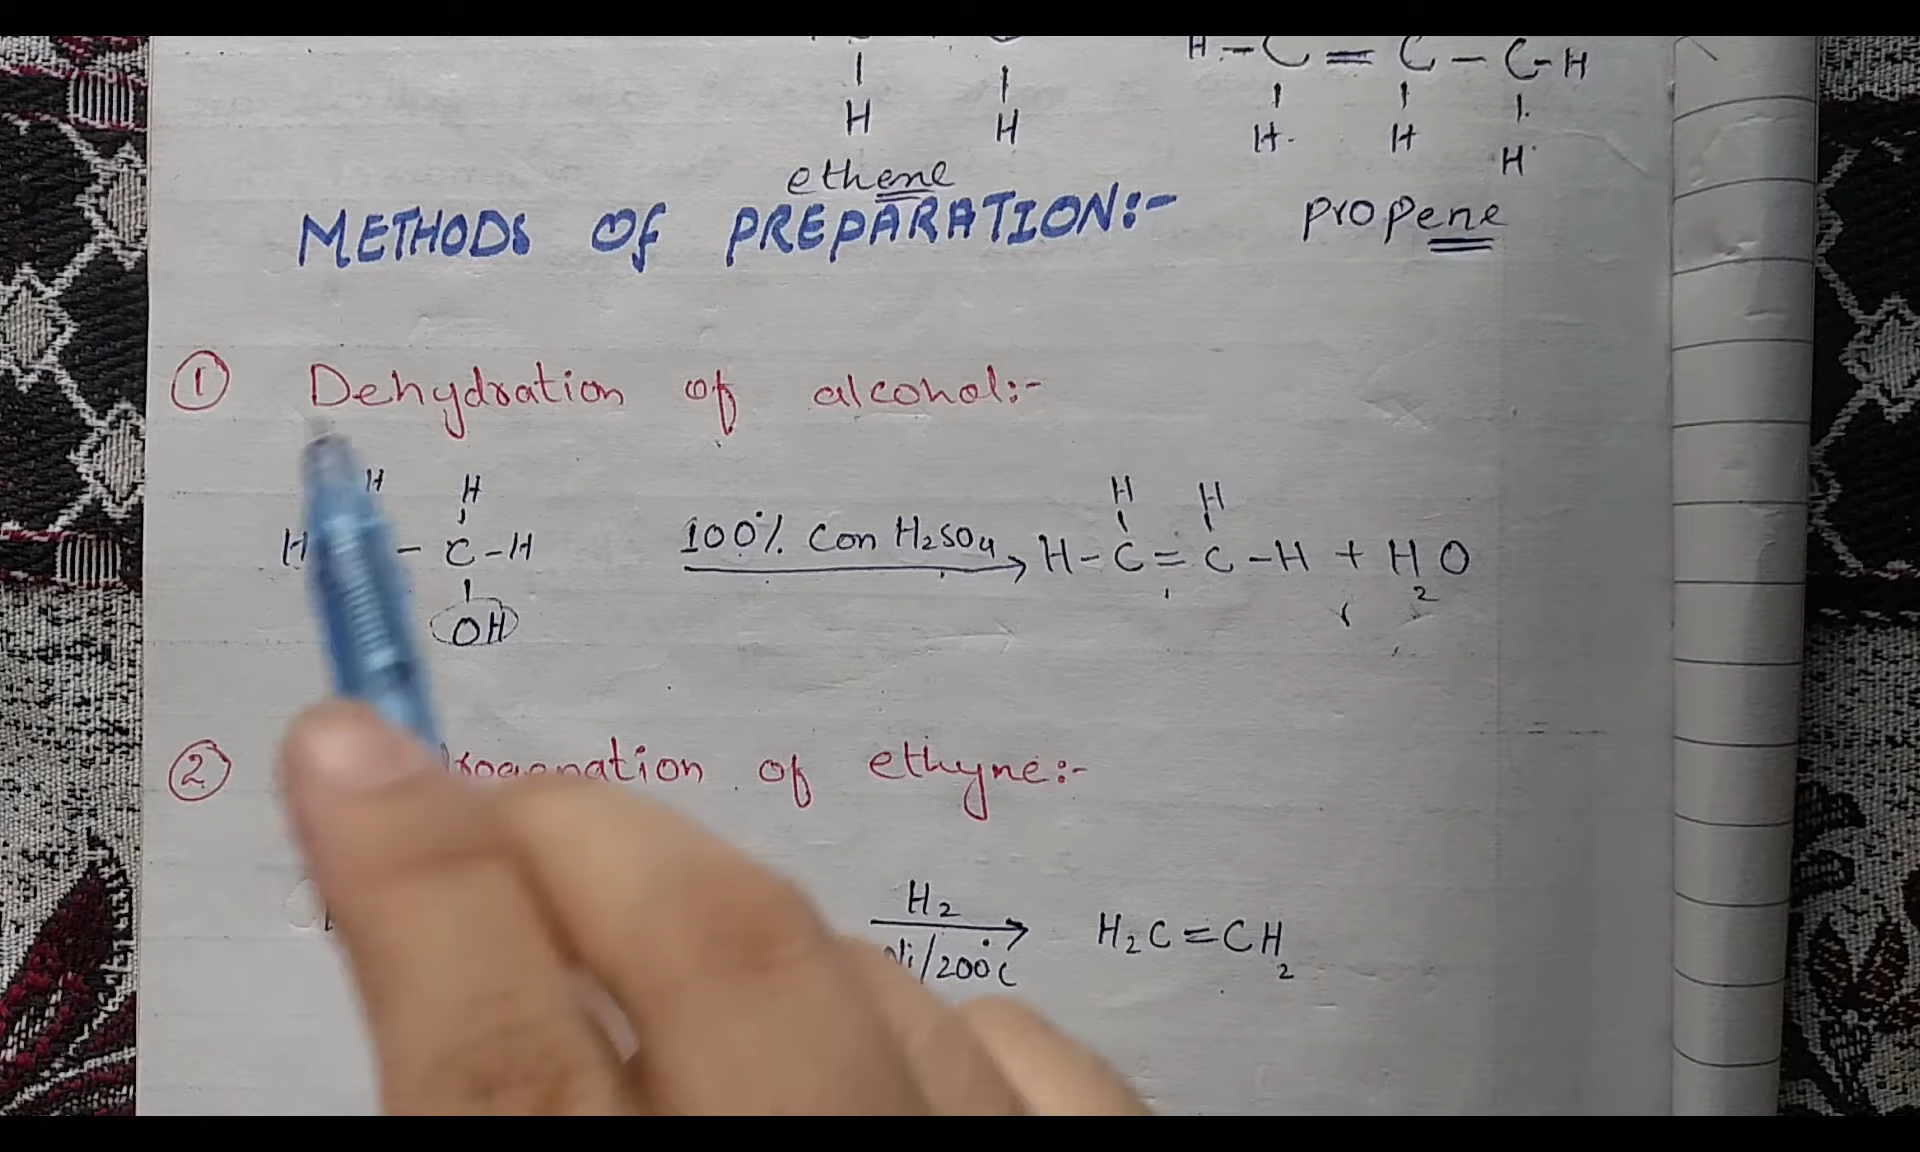 H - C = C - C - H
H H H H
H
ethene
METHODS OF PREPARATION:-
propene
① Dehydration of alcohol:-
H H H H
H - C - H 100% Con H₂SO₄ H - C = C - H + H₂O
OH
② of ethyne:-
H₂
/200°C H₂C = CH₂